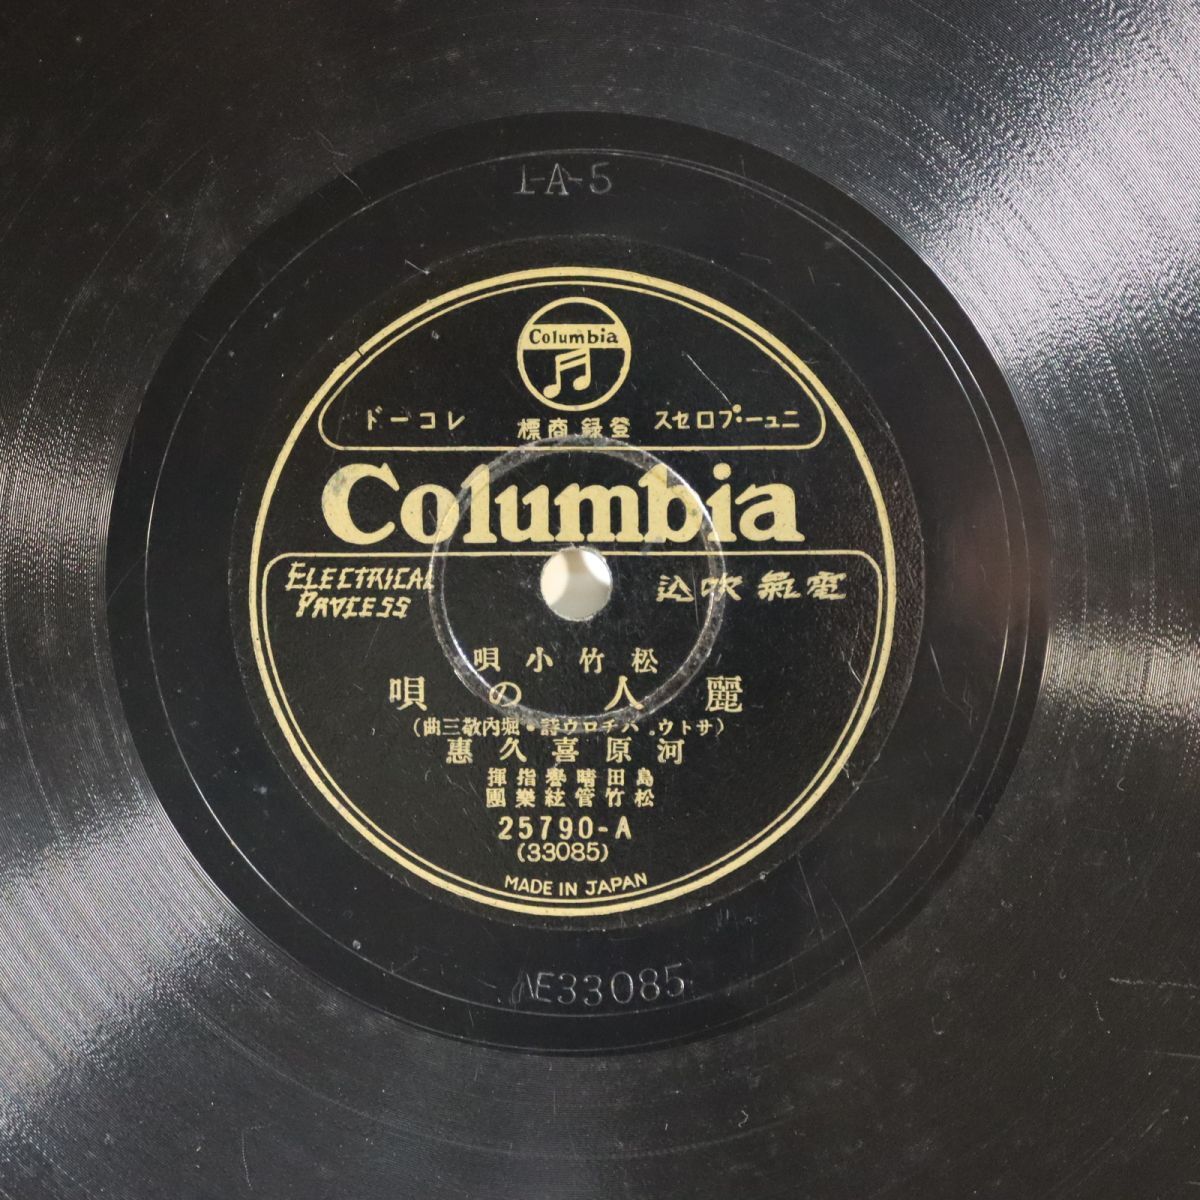 1-A-5
Columbia
ニュー・プロセス 登録商標 レコード
Columbia
ELECTRICAL
PROCESS
電氣吹込
松竹小唄
麗人の唄
(サトウ・ハチロウ詩・堀内敬三曲)
河原喜久惠
島田晴譽指揮
松竹管絃樂團
25790-A
(33085)
MADE IN JAPAN
AE33085